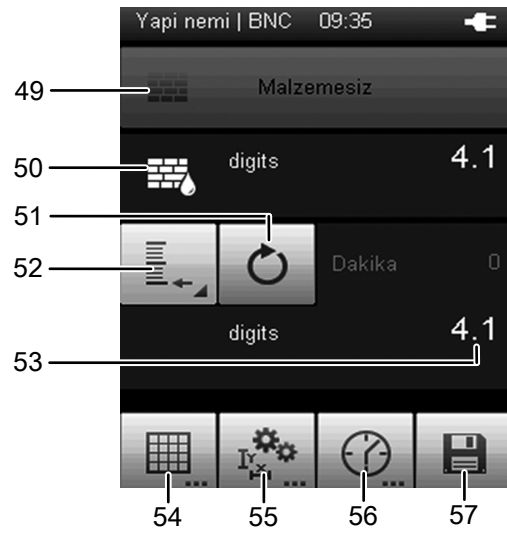 Yapi nemi | BNC 09:35
49 Malzemesiz
50 digits 4.1
51
52 Dakika 0
digits 4.1
53
54 55 56 57